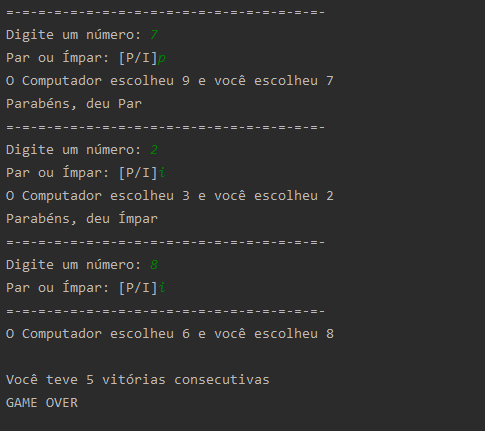 =-=-=-=-=-=-=-=-=-=-=-=-=-=-=-=-=-=-=-=-
Digite um número: 7
Par ou Ímpar: [P/I]p
O Computador escolheu 9 e você escolheu 7
Parabéns, deu Par
=-=-=-=-=-=-=-=-=-=-=-=-=-=-=-=-=-=-=-=-
Digite um número: 2
Par ou Ímpar: [P/I]i
O Computador escolheu 3 e você escolheu 2
Parabéns, deu Ímpar
=-=-=-=-=-=-=-=-=-=-=-=-=-=-=-=-=-=-=-=-
Digite um número: 8
Par ou Ímpar: [P/I]i
=-=-=-=-=-=-=-=-=-=-=-=-=-=-=-=-=-=-=-=-
O Computador escolheu 6 e você escolheu 8
Você teve 5 vitórias consecutivas
GAME OVER